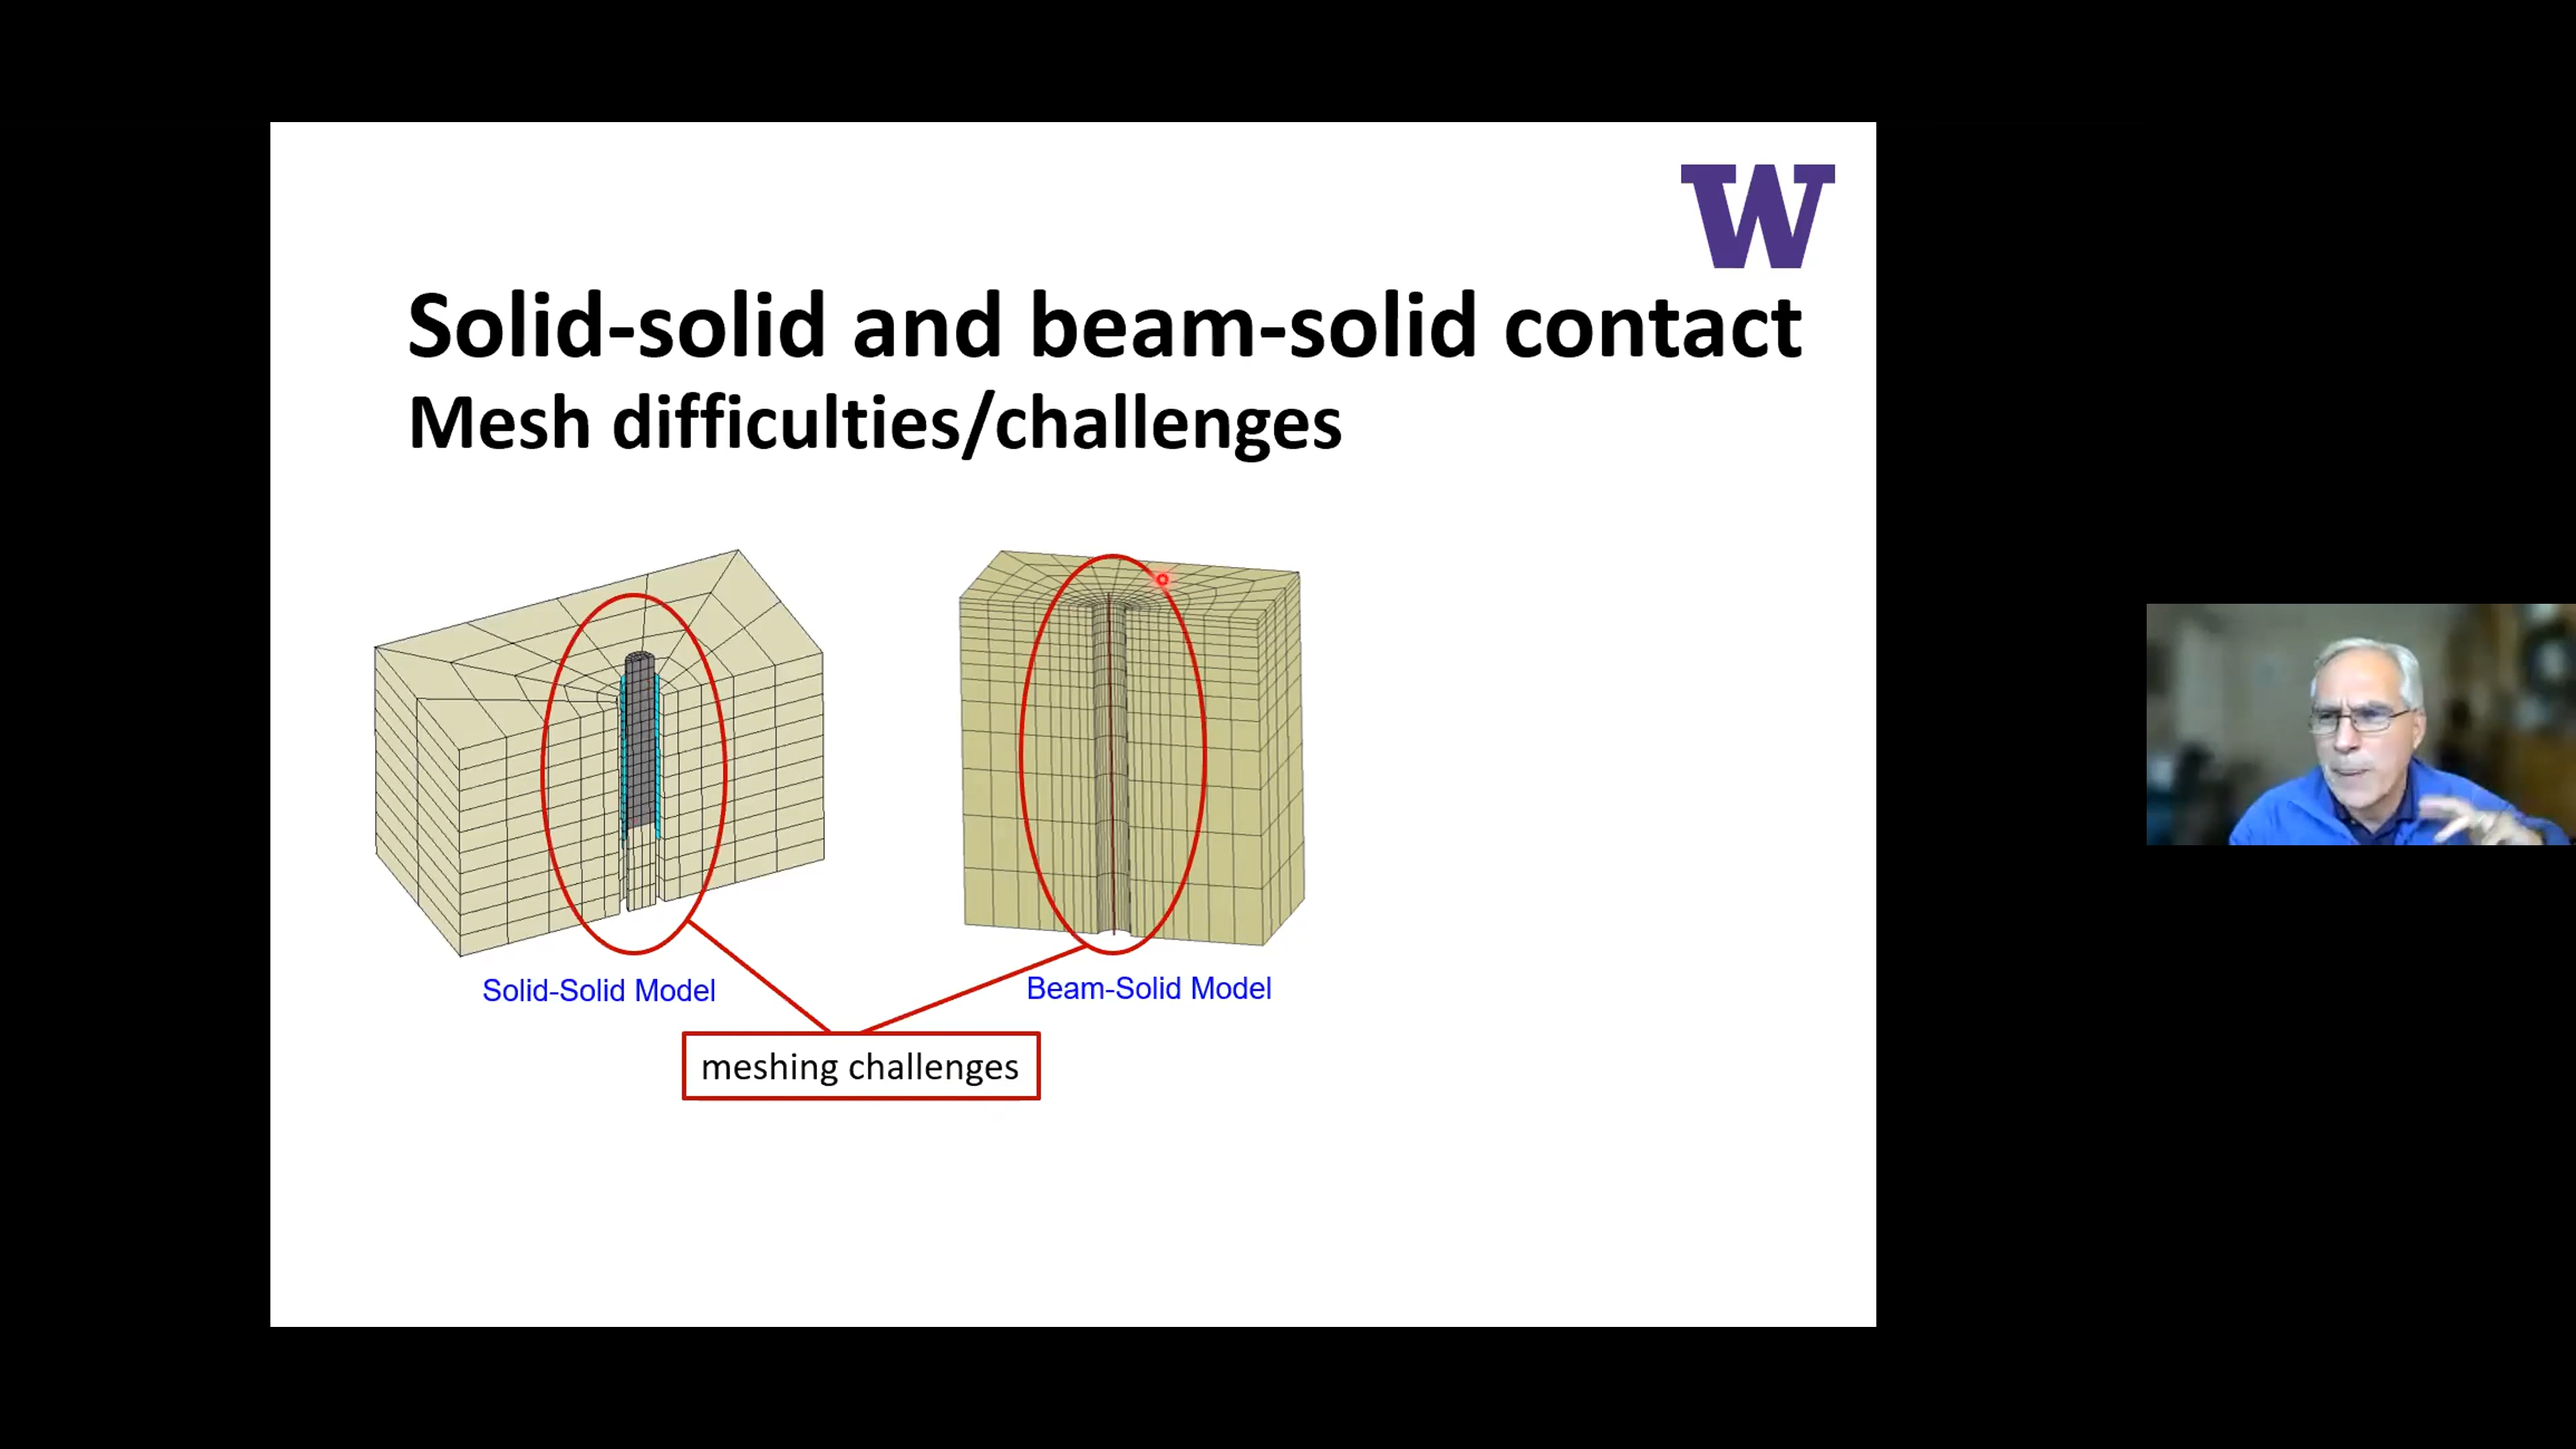 W
Solid-solid and beam-solid contact
Mesh difficulties/challenges
Solid-Solid Model
Beam-Solid Model
meshing challenges